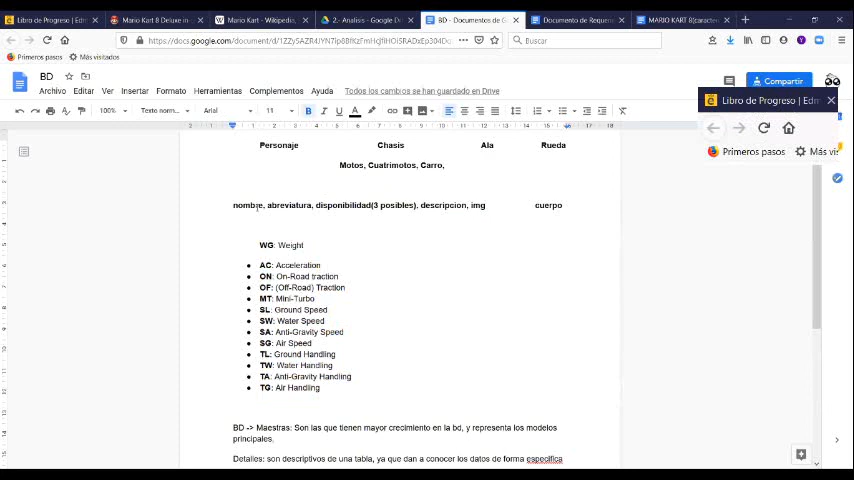 Libro de Progreso | Edm
Mario Kart 8 Deluxe in
Mario Kart - Wikipedia,
2.- Analisis - Google Dri
BD - Documentos de G
Documento de Requerim
MARIO KART 8(caracter
Buscar
Primeros pasos
Más visitados
BD
Archivo Editar Ver Insertar Formato Herramientas Complementos Ayuda Todos los cambios se han guardado en Drive
Compartir
100% Texto norm... Arial 11
Libro de Progreso | Edm
Primeros pasos Más vis
Personaje Chasis Ala Rueda
Motos, Cuatrimotos, Carro,
nombre, abreviatura, disponibilidad(3 posibles), descripcion, img cuerpo
WG: Weight
AC: Acceleration
ON: On-Road traction
OF: (Off-Road) Traction
MT: Mini-Turbo
SL: Ground Speed
SW: Water Speed
SA: Anti-Gravity Speed
SG: Air Speed
TL: Ground Handling
TW: Water Handling
TA: Anti-Gravity Handling
TG: Air Handling
BD -> Maestras: Son las que tienen mayor crecimiento en la bd, y representa los modelos
principales.
Detalles: son descriptivos de una tabla, ya que dan a conocer los datos de forma especifica